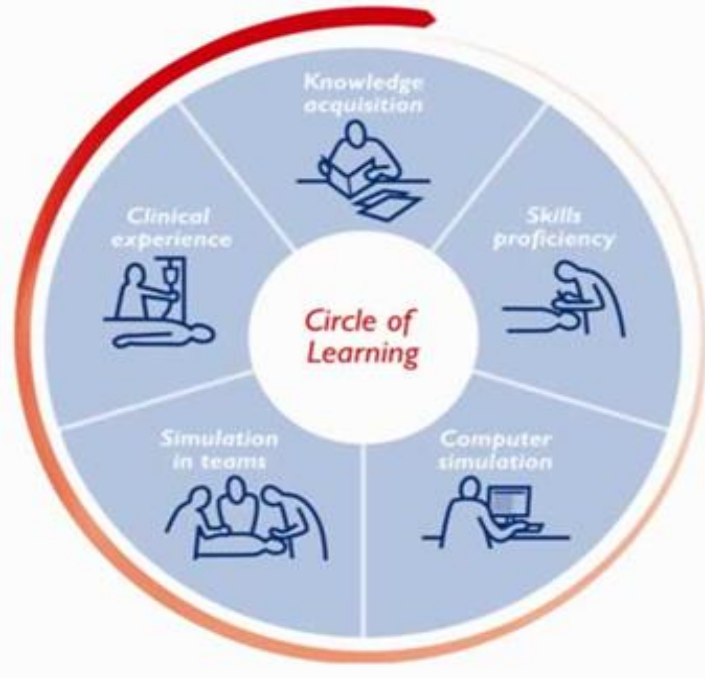 Knowledge
acquisition
Skills
proficiency
Computer
simulation
Simulation
in teams
Clinical
experience
Circle of
Learning